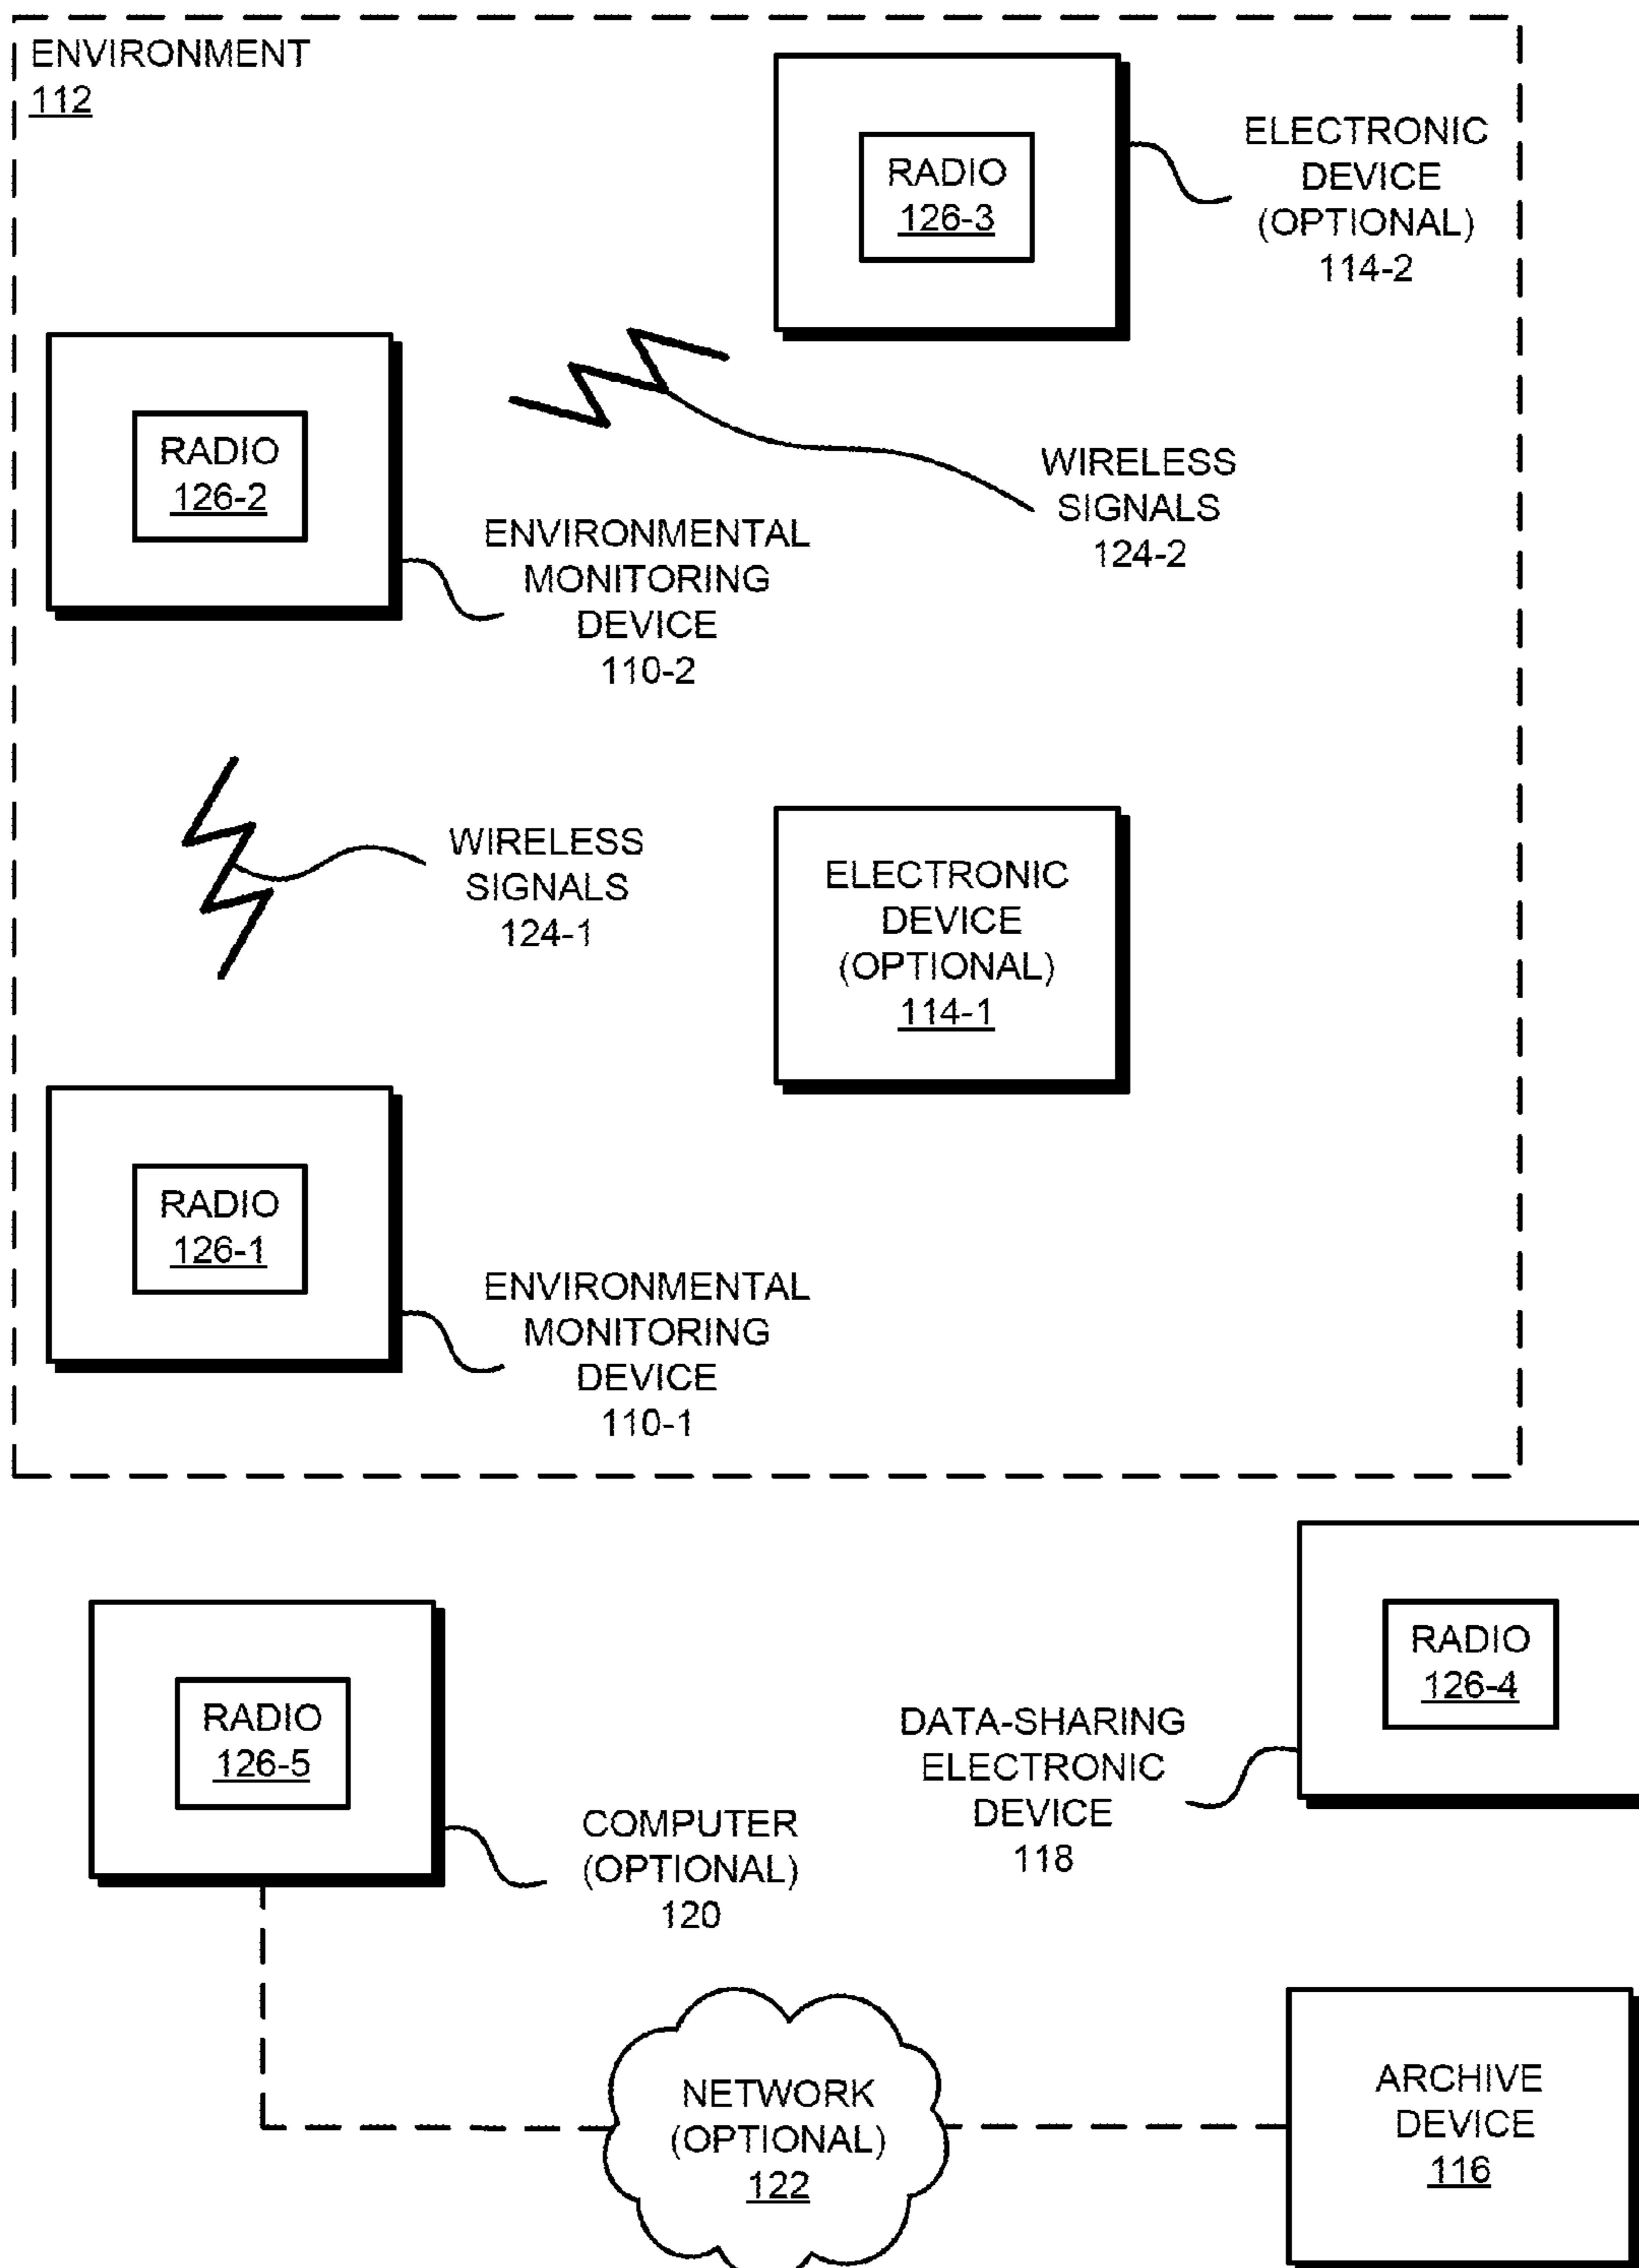 ENVIRONMENT
112
RADIO
126-3
ELECTRONIC
DEVICE
(OPTIONAL)
114-2
RADIO
126-2
ENVIRONMENTAL
MONITORING
DEVICE
110-2
WIRELESS
SIGNALS
124-2
WIRELESS
SIGNALS
124-1
ELECTRONIC
DEVICE
(OPTIONAL)
114-1
RADIO
126-1
ENVIRONMENTAL
MONITORING
DEVICE
110-1
RADIO
126-4
DATA-SHARING
ELECTRONIC
DEVICE
118
RADIO
126-5
COMPUTER
(OPTIONAL)
120
NETWORK
(OPTIONAL)
122
ARCHIVE
DEVICE
116